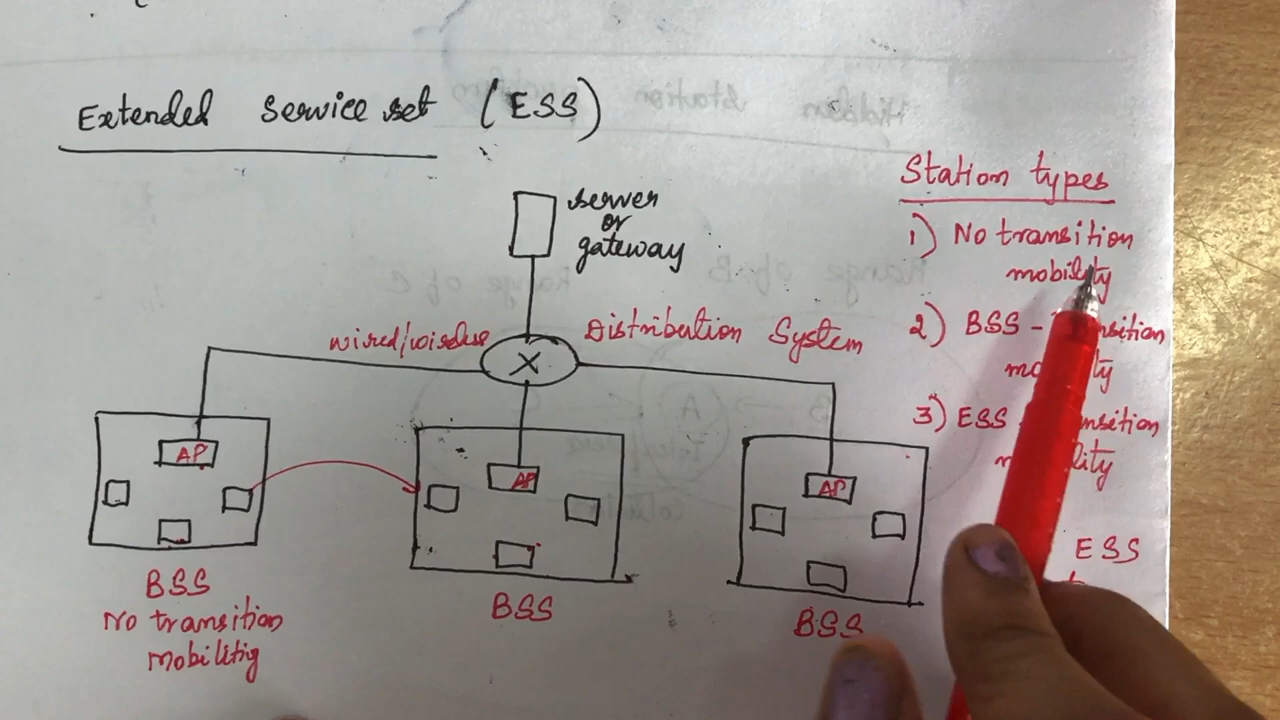 Extended Service set (ESS)
server
or
gateway
wired/wireless
Distribution System
X
AP
AP
AP
BSS
No transition
Mobilitiy
BSS
BSS
Station types
1) No transition
mobility
2) BSS -
3) ESS
ESS